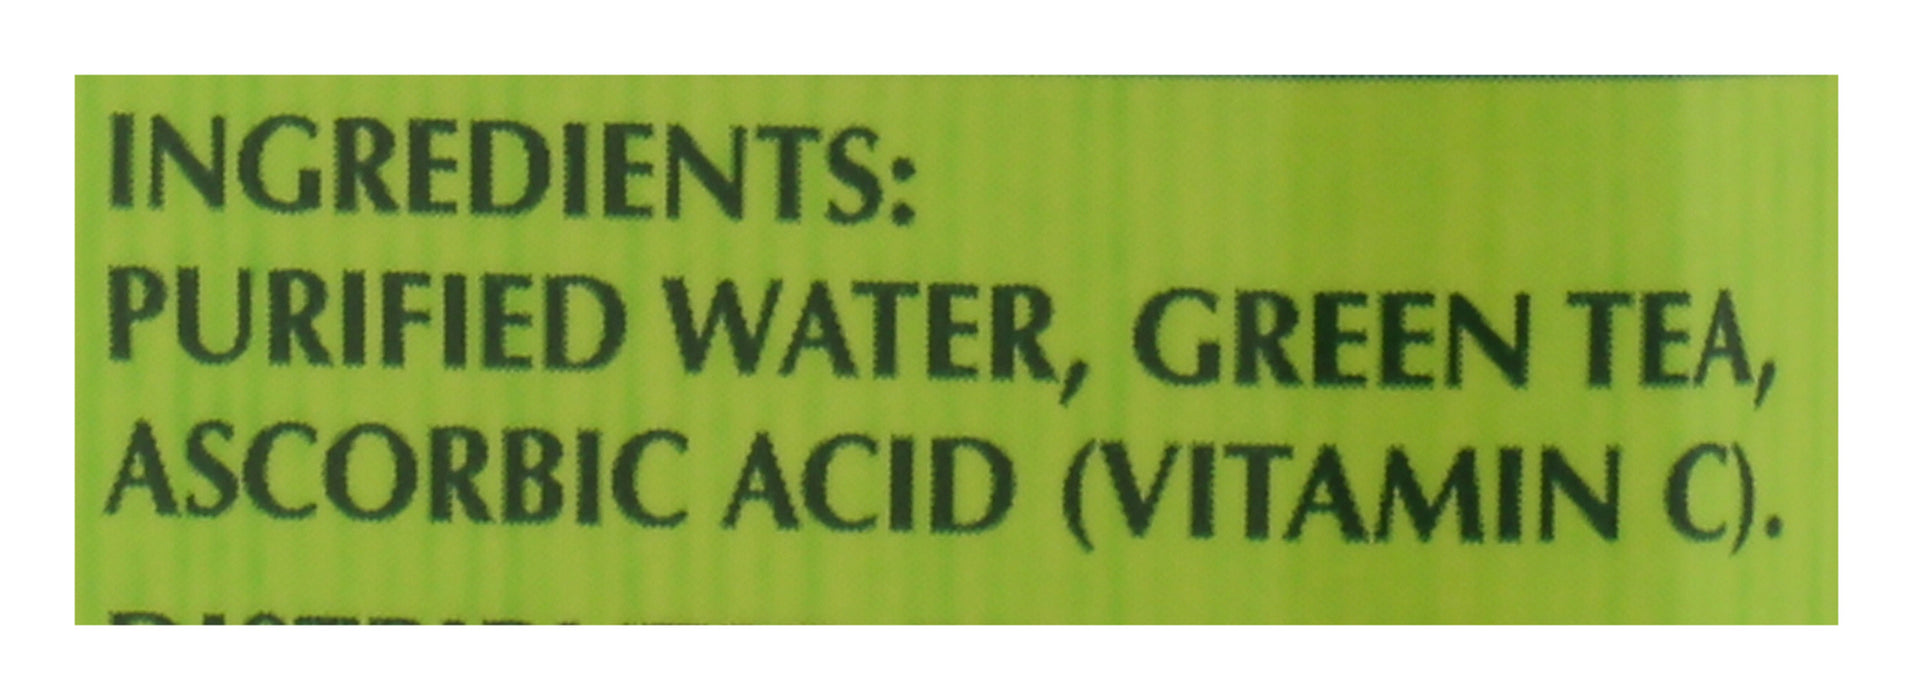 INGREDIENTS:
PURIFIED WATER, GREEN TEA,
ASCORBIC ACID (VITAMIN C).